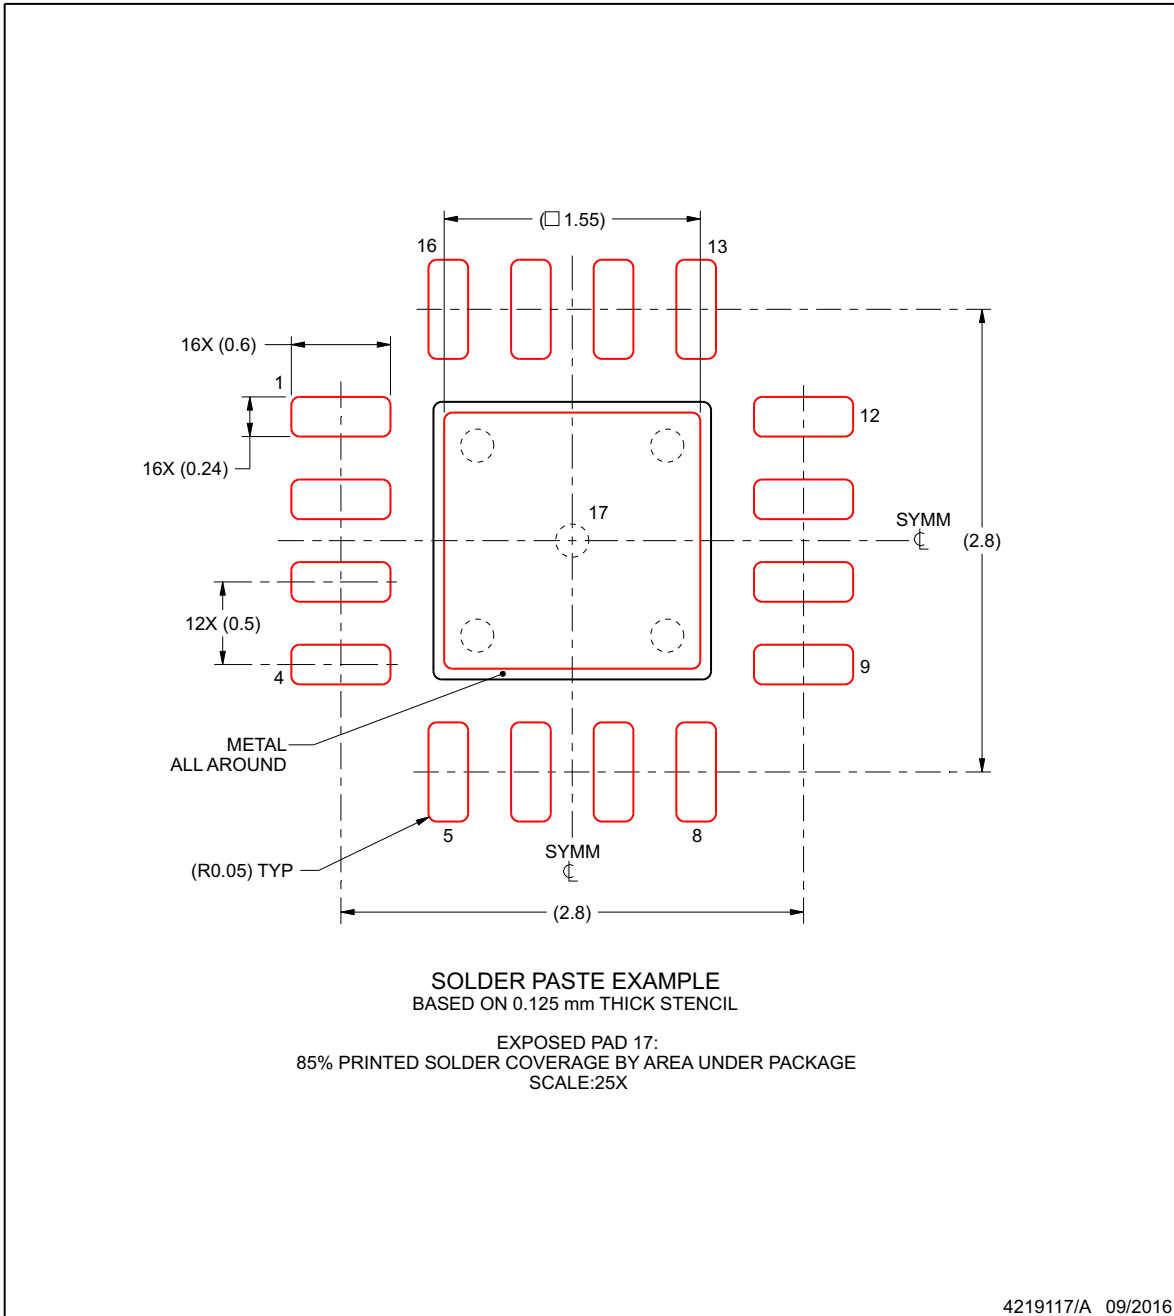 (□ 1.55)
16
13
16X (0.6)
1
12
16X (0.24)
17
SYMM
℄
(2.8)
12X (0.5)
4
9
METAL
ALL AROUND
5
8
SYMM
℄
(R0.05) TYP
(2.8)
SOLDER PASTE EXAMPLE
BASED ON 0.125 mm THICK STENCIL
EXPOSED PAD 17:
85% PRINTED SOLDER COVERAGE BY AREA UNDER PACKAGE
SCALE:25X
4219117/A 09/2016